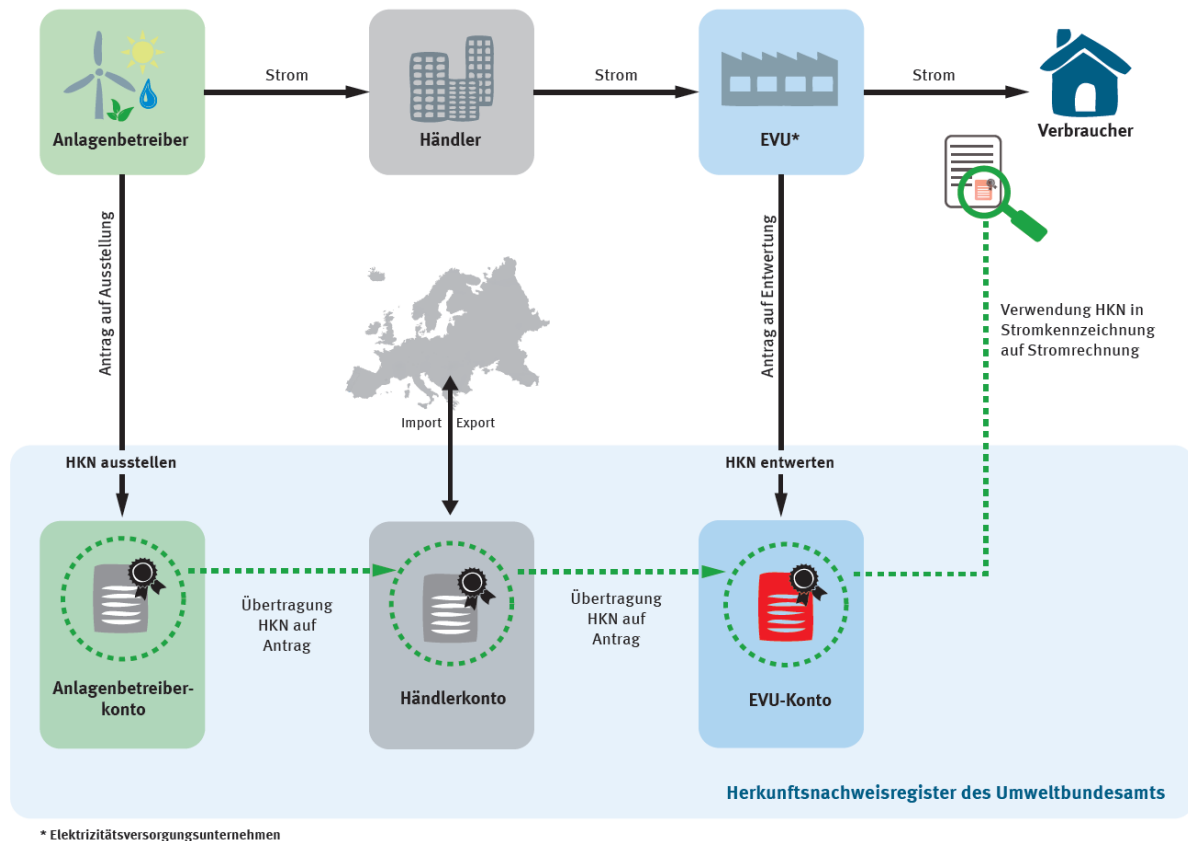 Strom
Strom
Strom
Anlagenbetreiber
Händler
EVU*
Verbraucher
Antrag auf Ausstellung
Antrag auf Entwertung
Verwendung HKN in
Stromkennzeichnung
auf Stromrechnung
Import
Export
HKN ausstellen
HKN entwerten
Übertragung
HKN auf
Antrag
Übertragung
HKN auf
Antrag
Anlagenbetreiber-
konto
Händlerkonto
EVU-Konto
Herkunftsnachweisregister des Umweltbundesamts
* Elektrizitätsversorgungsunternehmen